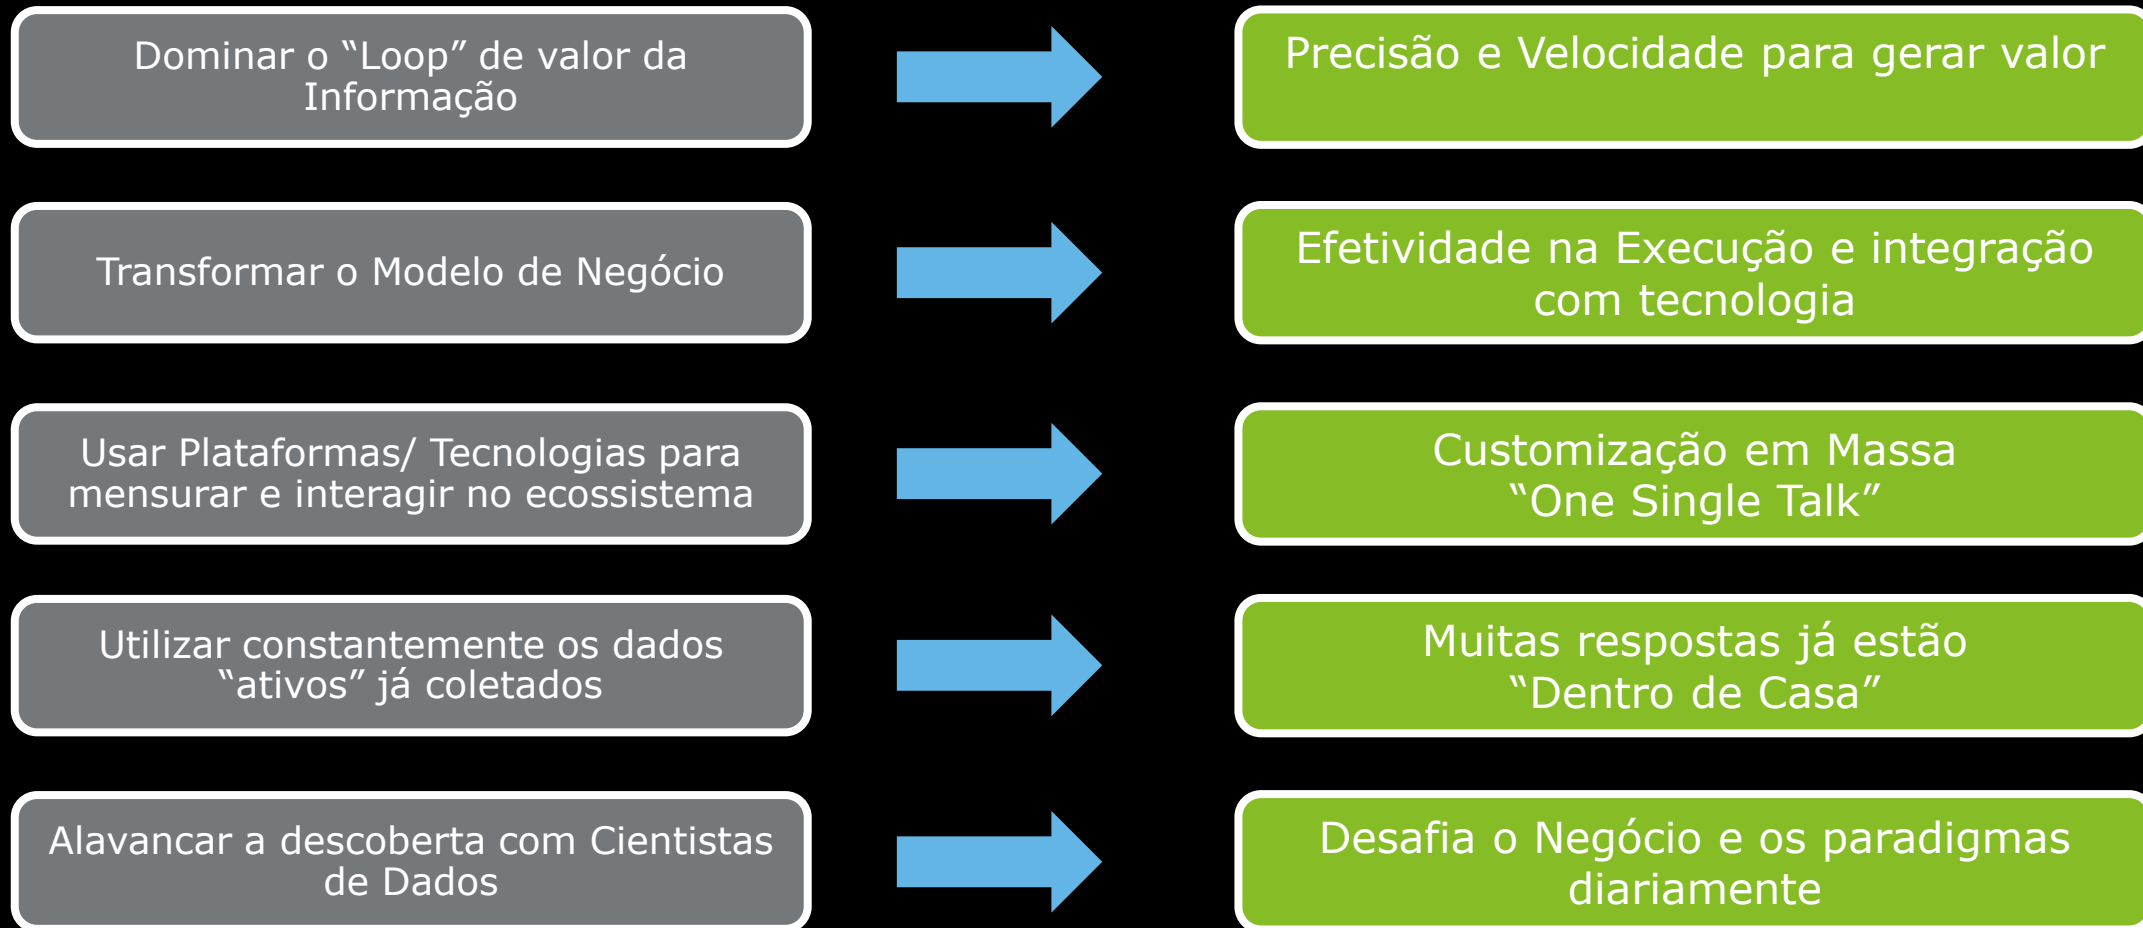 Dominar o “Loop” de valor da
Informação
Precisão e Velocidade para gerar valor
Transformar o Modelo de Negócio
Efetividade na Execução e integração
com tecnologia
Usar Plataformas/ Tecnologias para
mensurar e interagir no ecossistema
Customização em Massa
“One Single Talk”
Utilizar constantemente os dados
“ativos” já coletados
Muitas respostas já estão
“Dentro de Casa”
Alavancar a descoberta com Cientistas
de Dados
Desafia o Negócio e os paradigmas
diariamente